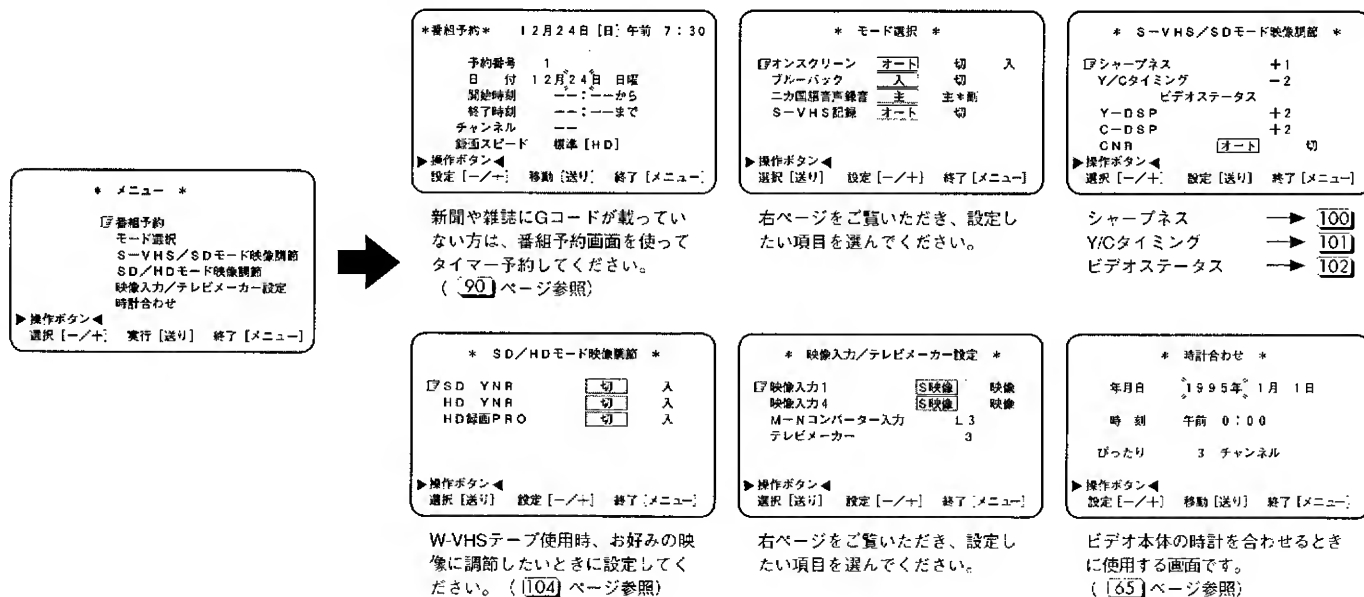 * メニュー *
番組予約
モード選択
S－VHS／SDモード映像調節
SD／HDモード映像調節
映像入力／テレビメーカー設定
時計合わせ
▶操作ボタン◀
選択［－／＋］ 実行［送り］ 終了［メニュー］
*番組予約* 12月24日［日］午前 7：30
予約番号 1
日 付 12月24日 日曜
開始時刻 －－：－－から
終了時刻 －－：－－まで
チャンネル －－
録画スピード 標準［HD］
▶操作ボタン◀
設定［－／＋］ 移動［送り］ 終了［メニュー］
新聞や雑誌にGコードが載ってい
ない方は、番組予約画面を使って
タイマー予約してください。
（ 90 ページ参照）
* モード選択 *
オンスクリーン オート 切 入
ブルーバック 入 切
二カ国語音声録音 主 主＊副
S－VHS記録 オート 切
▶操作ボタン◀
選択［送り］ 設定［－／＋］ 終了［メニュー］
右ページをご覧いただき、設定し
たい項目を選んでください。
* S－VHS／SDモード映像調節 *
シャープネス ＋1
Y／Cタイミング －2
ビデオステータス
Y－DSP ＋2
C－DSP ＋2
CNR オート 切
▶操作ボタン◀
選択［－／＋］ 設定［送り］ 終了［メニュー］
シャープネス → 100
Y/Cタイミング → 101
ビデオステータス → 102
* SD／HDモード映像調節 *
SD YNR 切 入
HD YNR 切 入
HD録画PRO 切 入
▶操作ボタン◀
選択［送り］ 設定［－／＋］ 終了［メニュー］
W-VHSテープ使用時、お好みの映
像に調節したいときに設定してく
ださい。（ 104 ページ参照）
* 映像入力／テレビメーカー設定 *
映像入力1 S映像 映像
映像入力4 S映像 映像
M－Nコンバーター入力 L3
テレビメーカー 3
▶操作ボタン◀
選択［送り］ 設定［－／＋］ 終了［メニュー］
右ページをご覧いただき、設定し
たい項目を選んでください。
* 時計合わせ *
年月日 1995年 1月 1日
時 刻 午前 0：00
ぴったり 3 チャンネル
▶操作ボタン◀
設定［－／＋］ 移動［送り］ 終了［メニュー］
ビデオ本体の時計を合わせるとき
に使用する画面です。
（ 65 ページ参照）